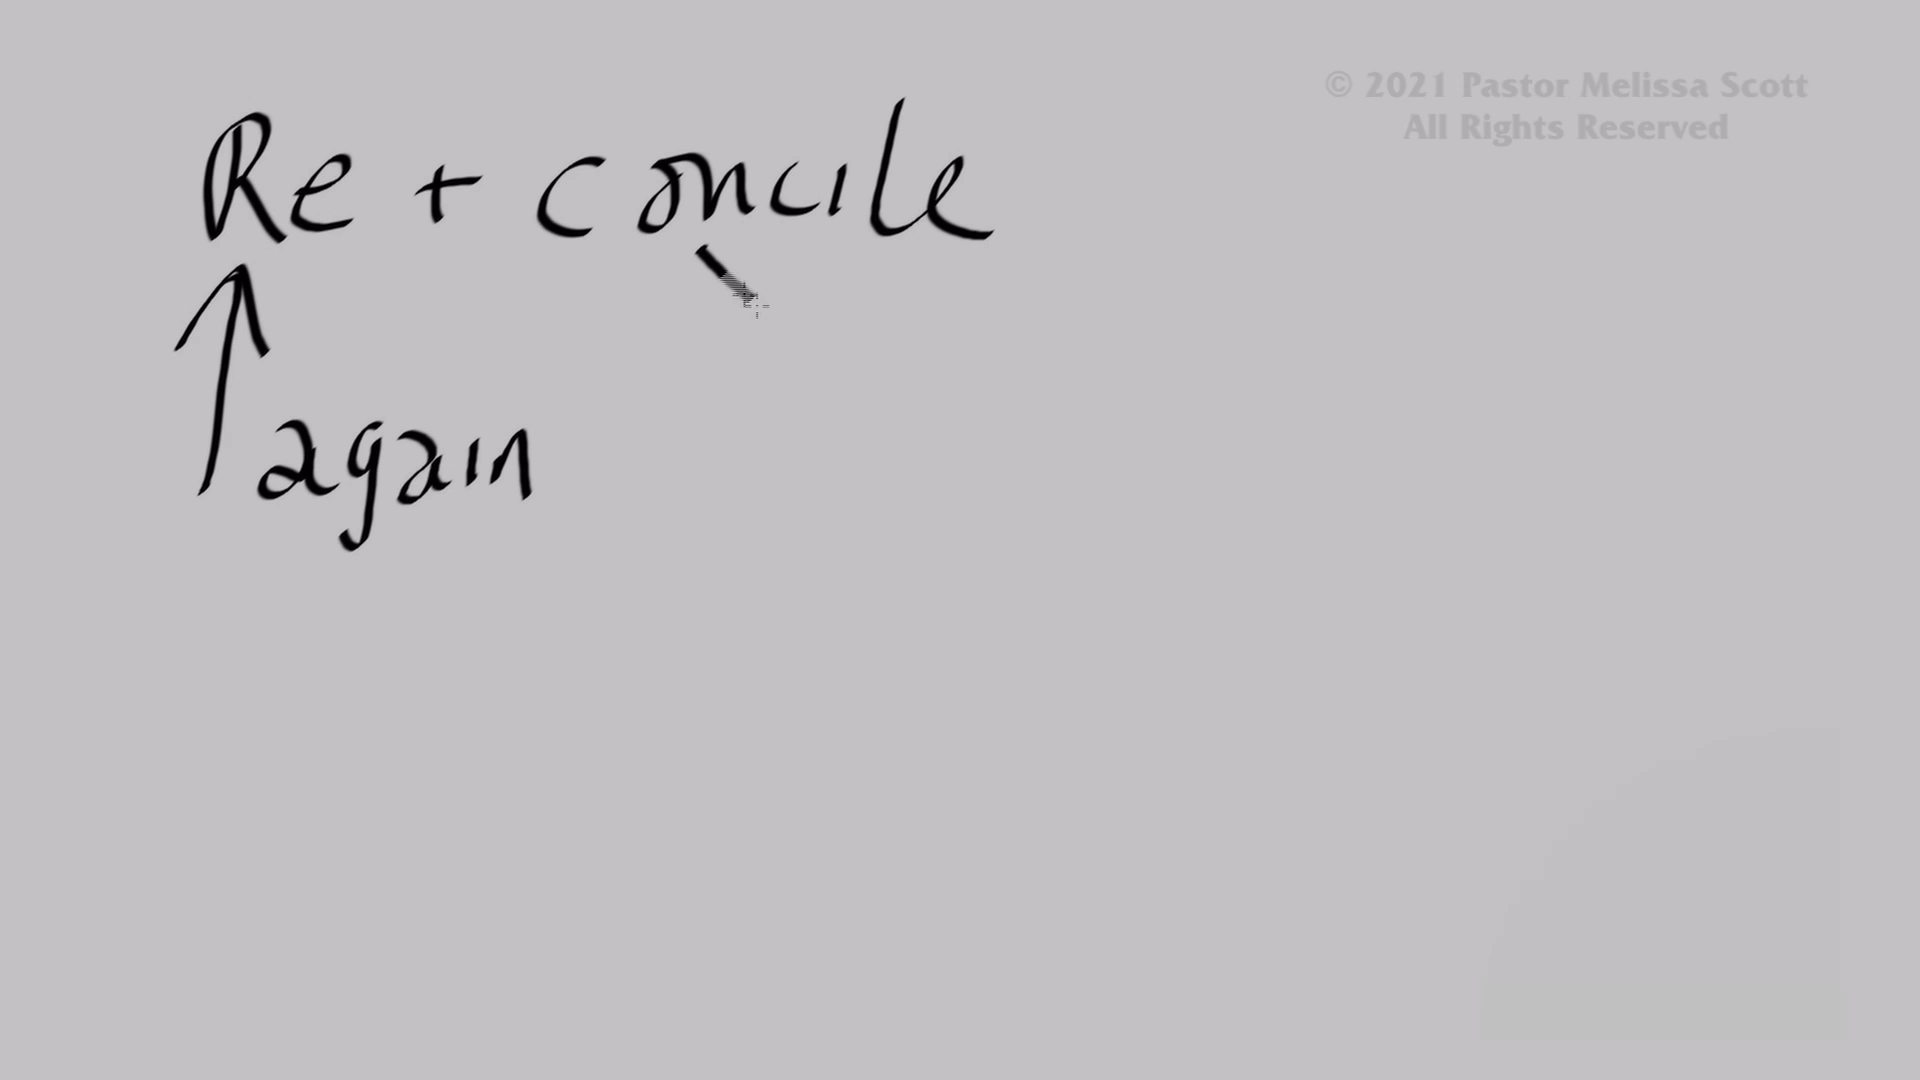 © 2021 Pastor Melissa Scott
All Rights Reserved
Re + concile
again